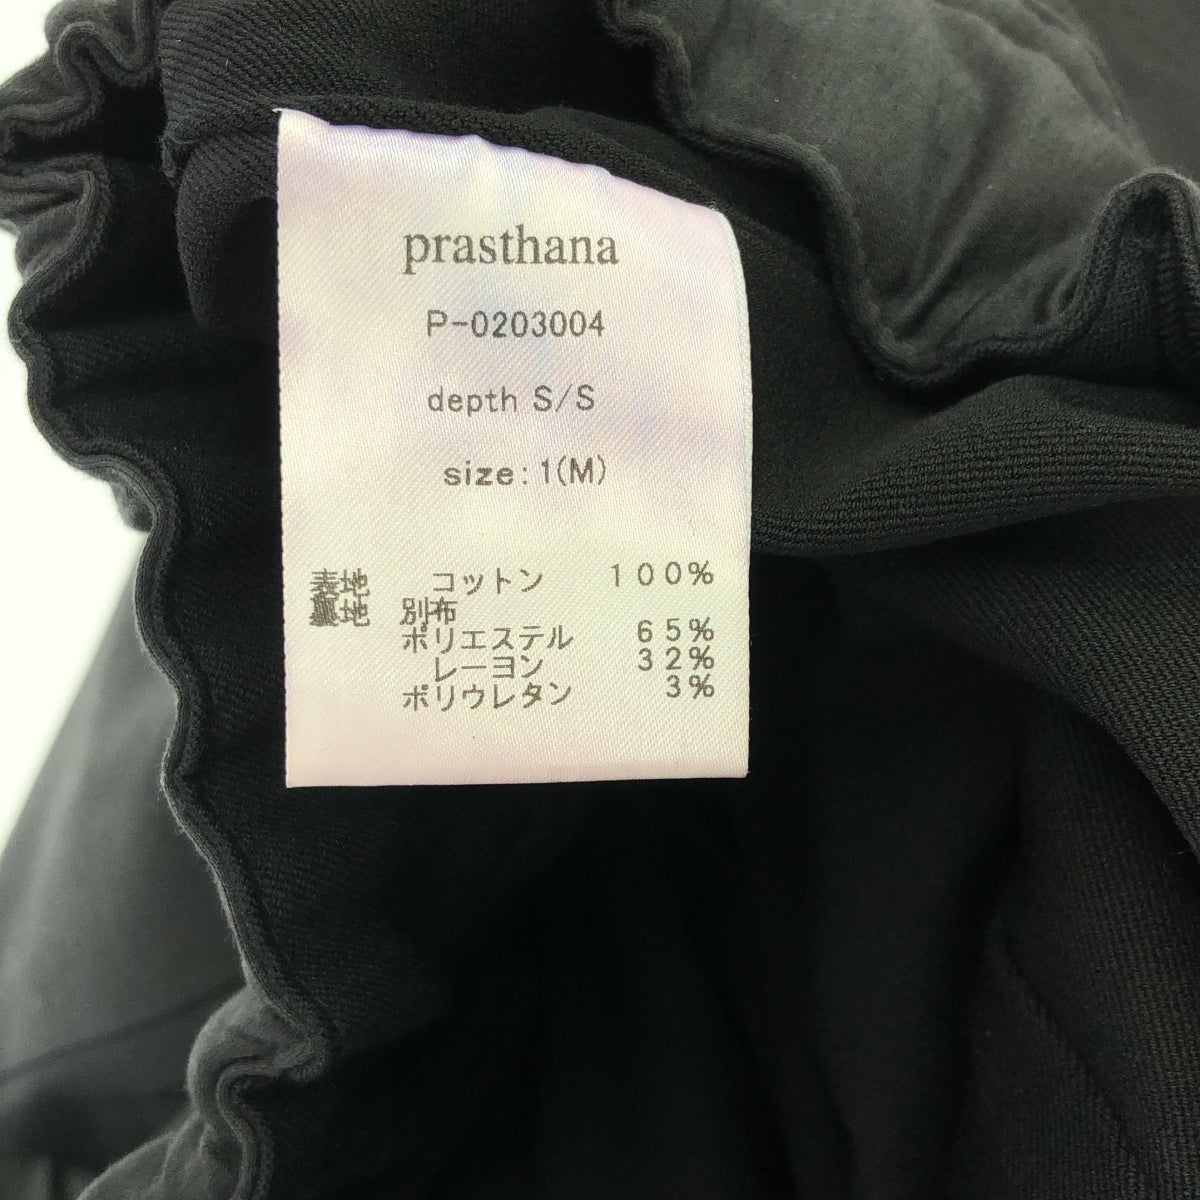 prasthana
P-0203004
depth S/S
size:1(M)
表地 コットン 100%
裏地 別布
ポリエステル 65%
レーヨン 32%
ポリウレタン 3%